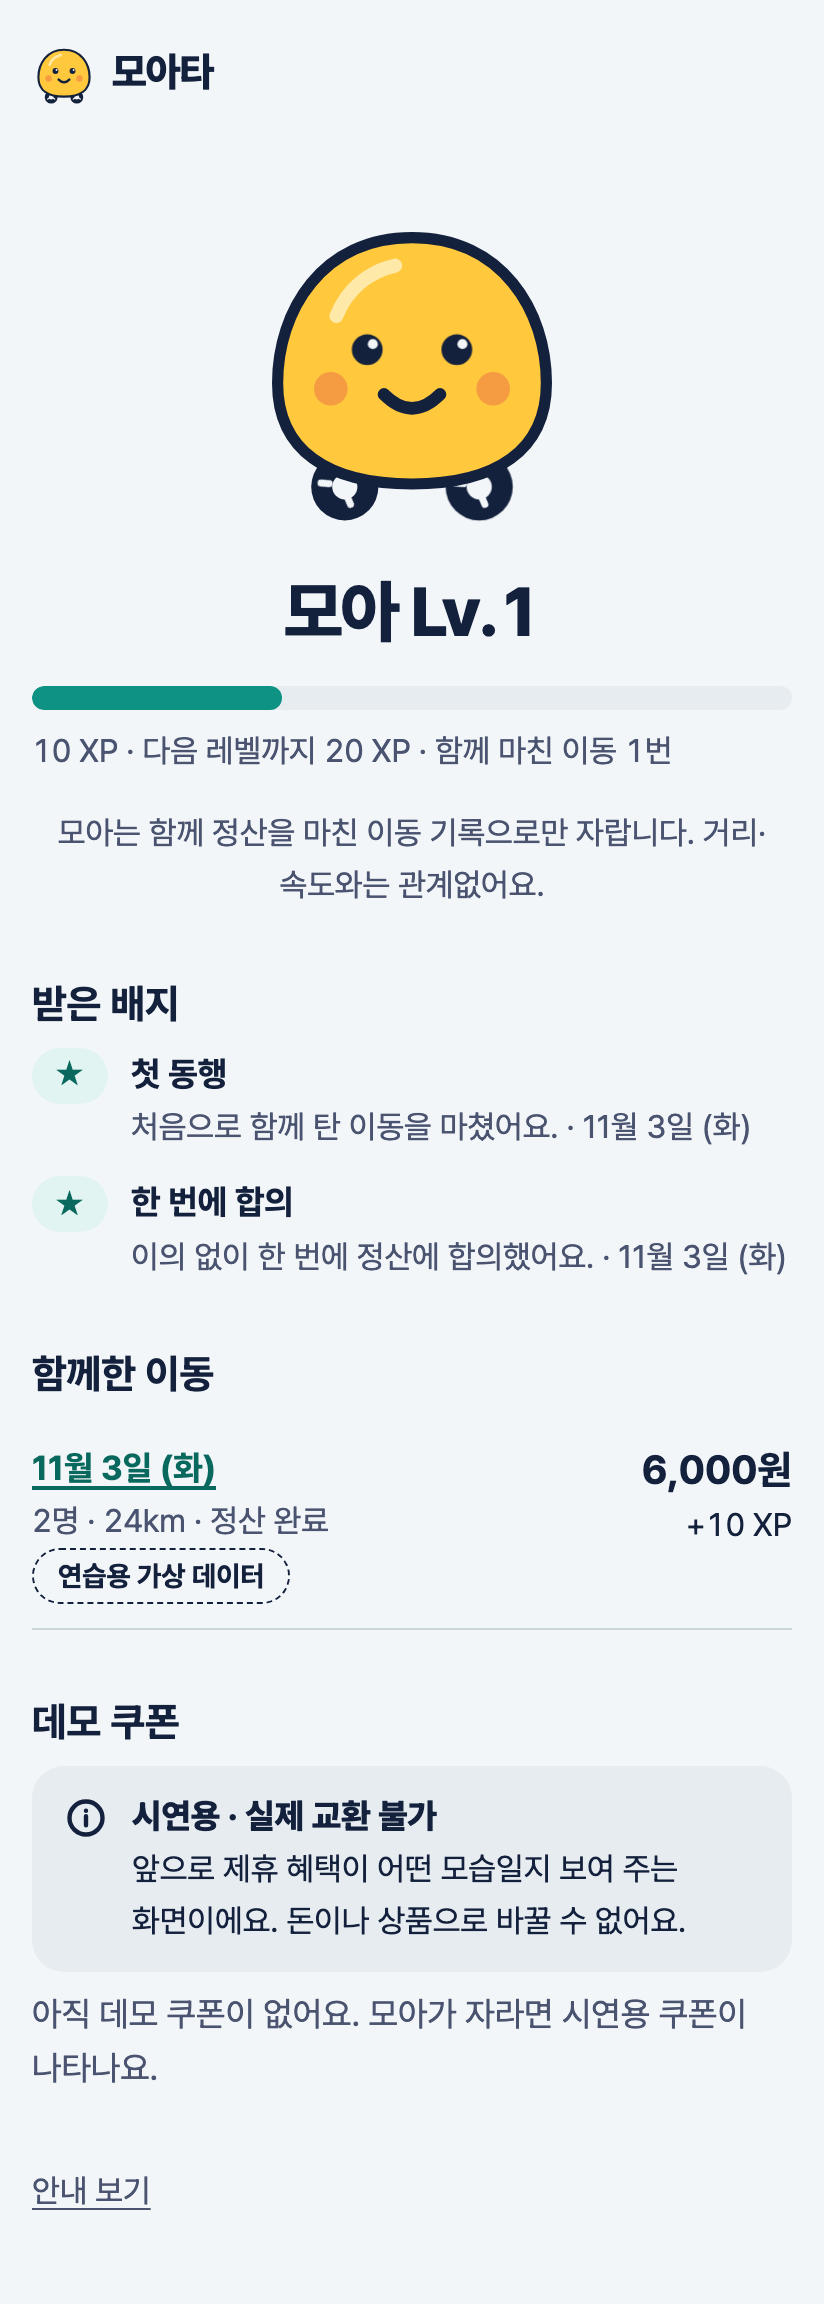 모아타
모아 Lv.1
10 XP · 다음 레벨까지 20 XP · 함께 마친 이동 1번
모아는 함께 정산을 마친 이동 기록으로만 자랍니다. 거리·
속도와는 관계없어요.
받은 배지
★ 첫 동행
처음으로 함께 탄 이동을 마쳤어요. · 11월 3일 (화)
★ 한 번에 합의
이의 없이 한 번에 정산에 합의했어요. · 11월 3일 (화)
함께한 이동
11월 3일 (화) 6,000원
2명 · 24km · 정산 완료 +10 XP
연습용 가상 데이터
데모 쿠폰
시연용 · 실제 교환 불가
앞으로 제휴 혜택이 어떤 모습일지 보여 주는
화면이에요. 돈이나 상품으로 바꿀 수 없어요.
아직 데모 쿠폰이 없어요. 모아가 자라면 시연용 쿠폰이
나타나요.
안내 보기